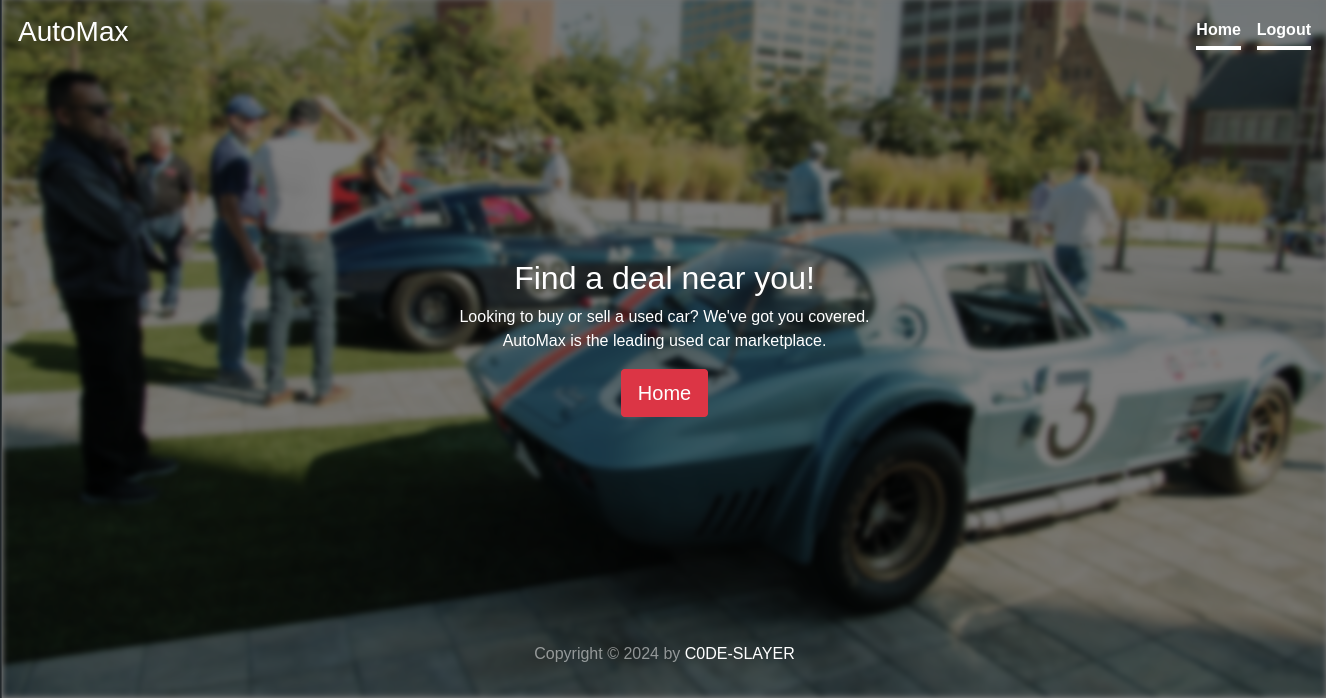 AutoMax
Home Logout
Find a deal near you!
Looking to buy or sell a used car? We've got you covered.
AutoMax is the leading used car marketplace.
Home
3
Copyright © 2024 by C0DE-SLAYER